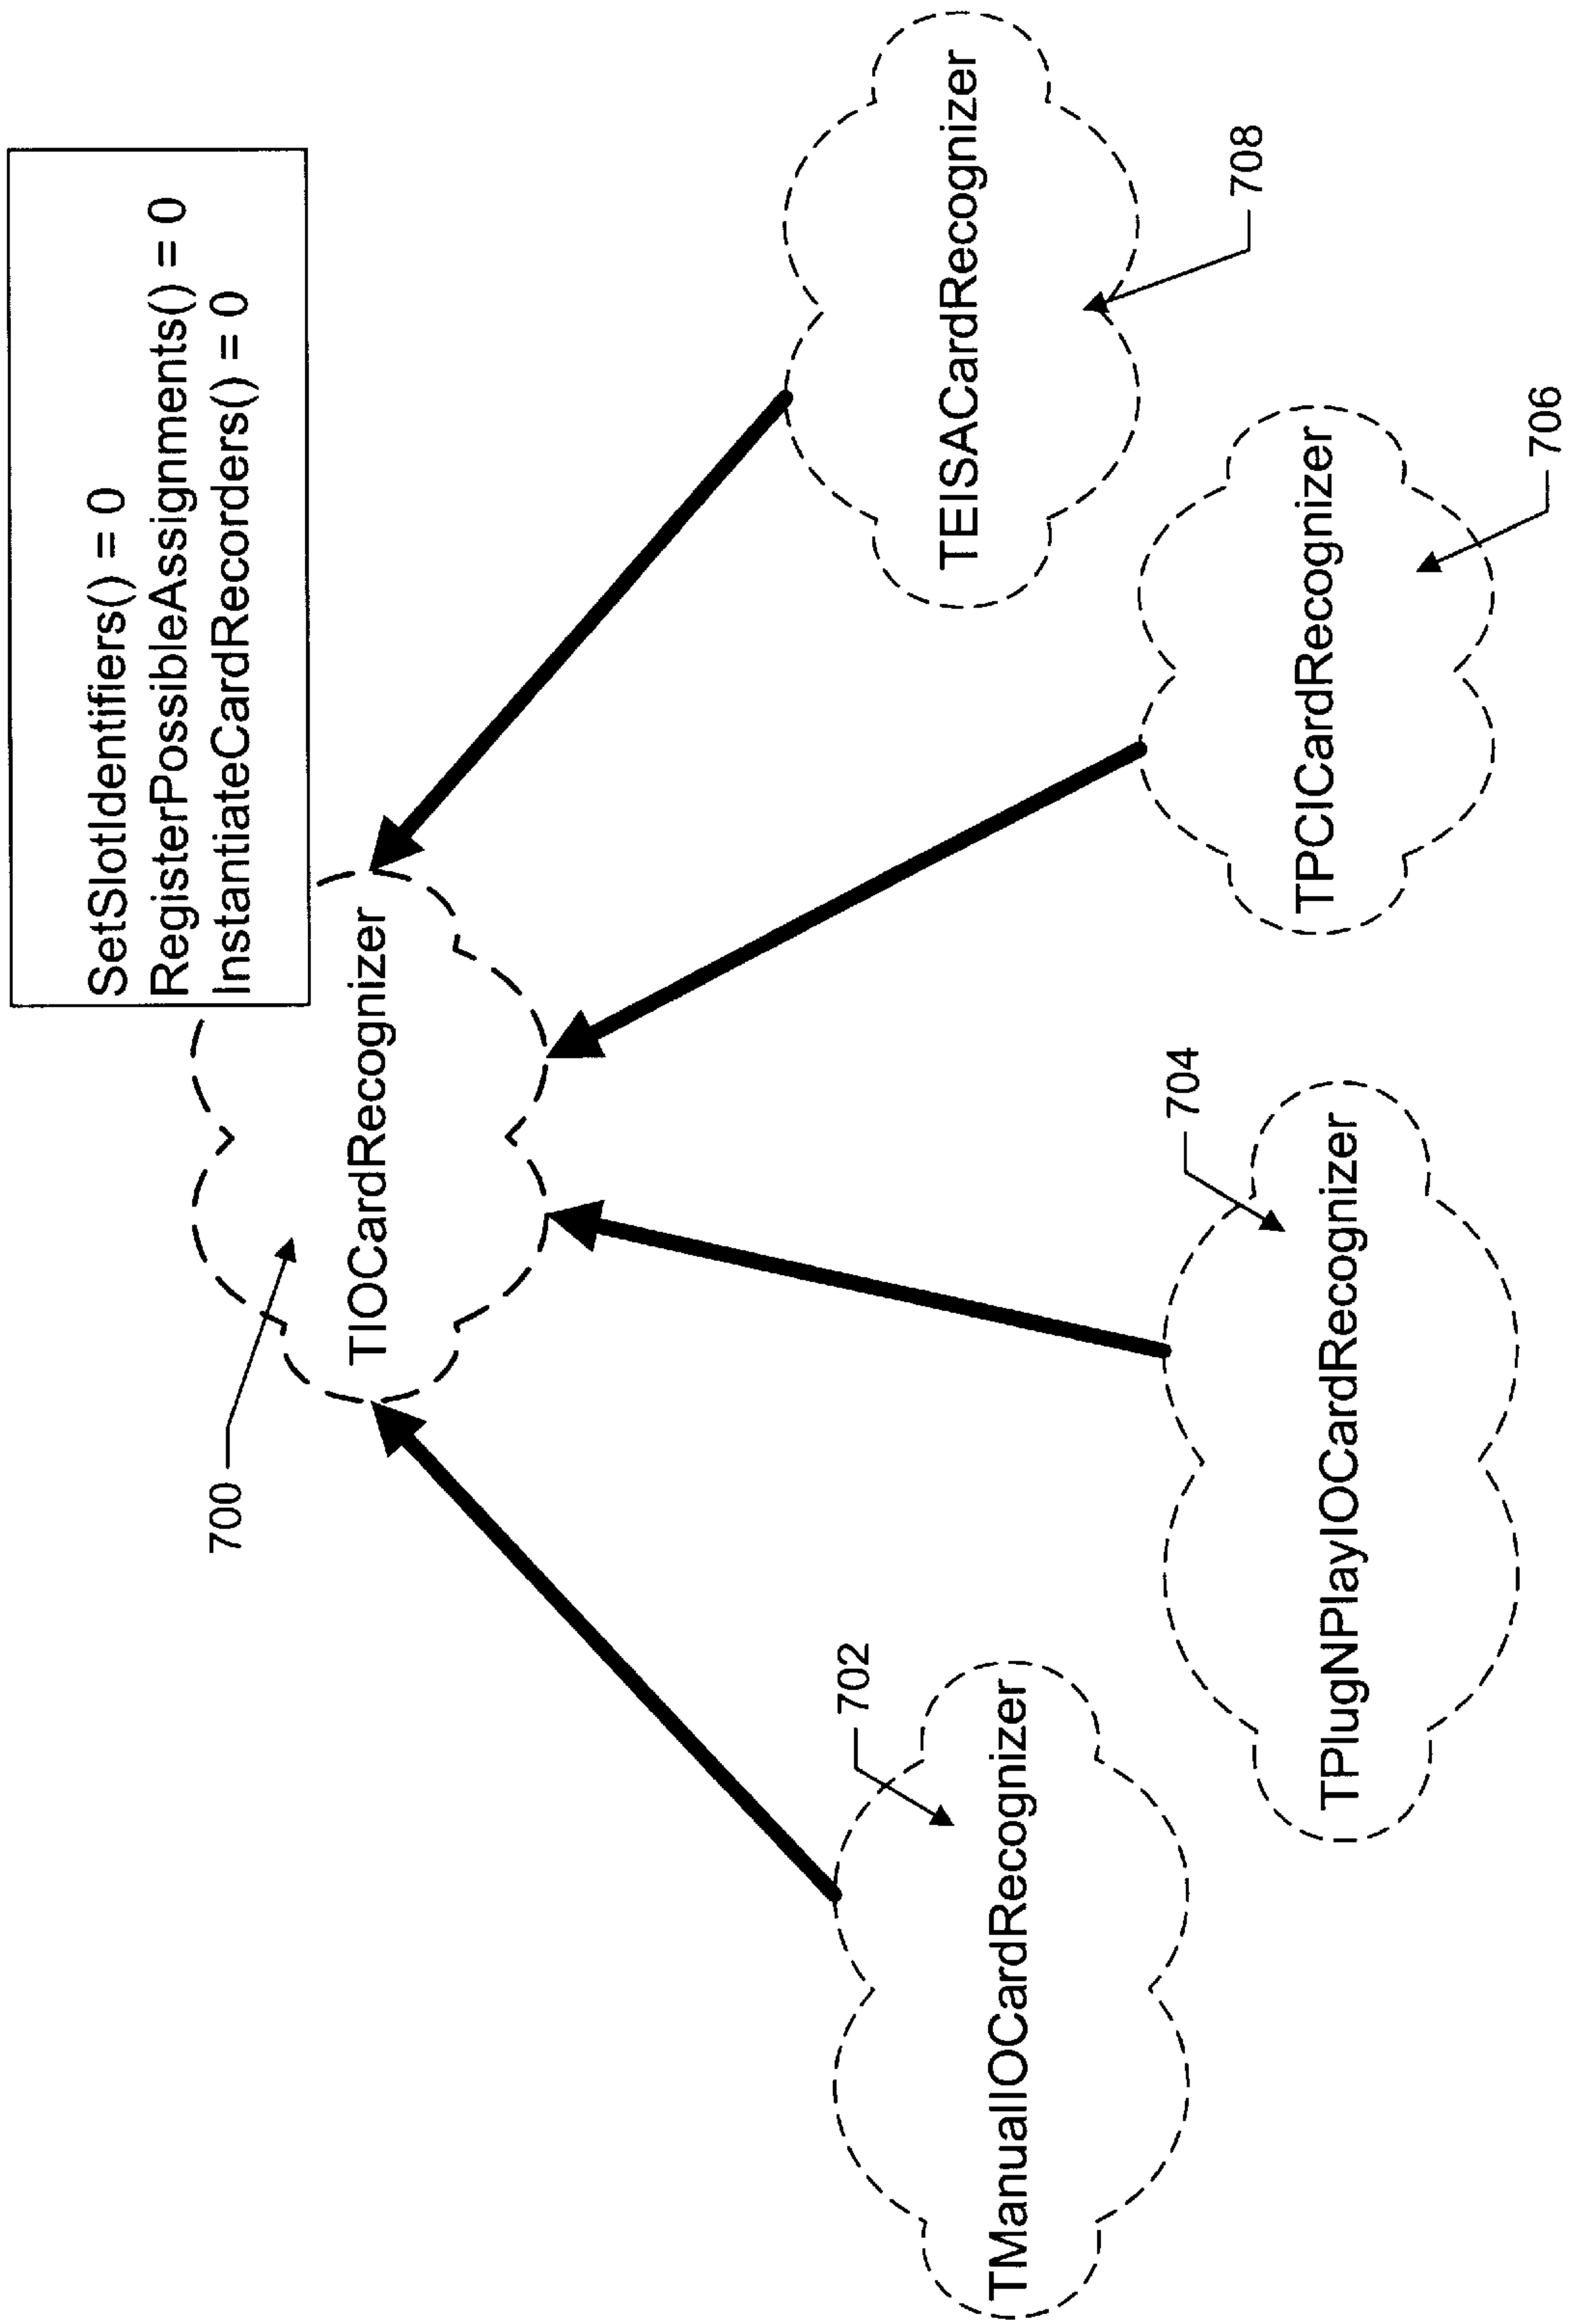 SetSlotIdentifiers() = 0
RegisterPossibleAssignments() = 0
InstantiateCardRecorders() = 0
700
TIOCardRecognizer
702
TManualIOCardRecognizer
704
TPlugNPlayIOCardRecognizer
706
TPCICardRecognizer
708
TEISACardRecognizer